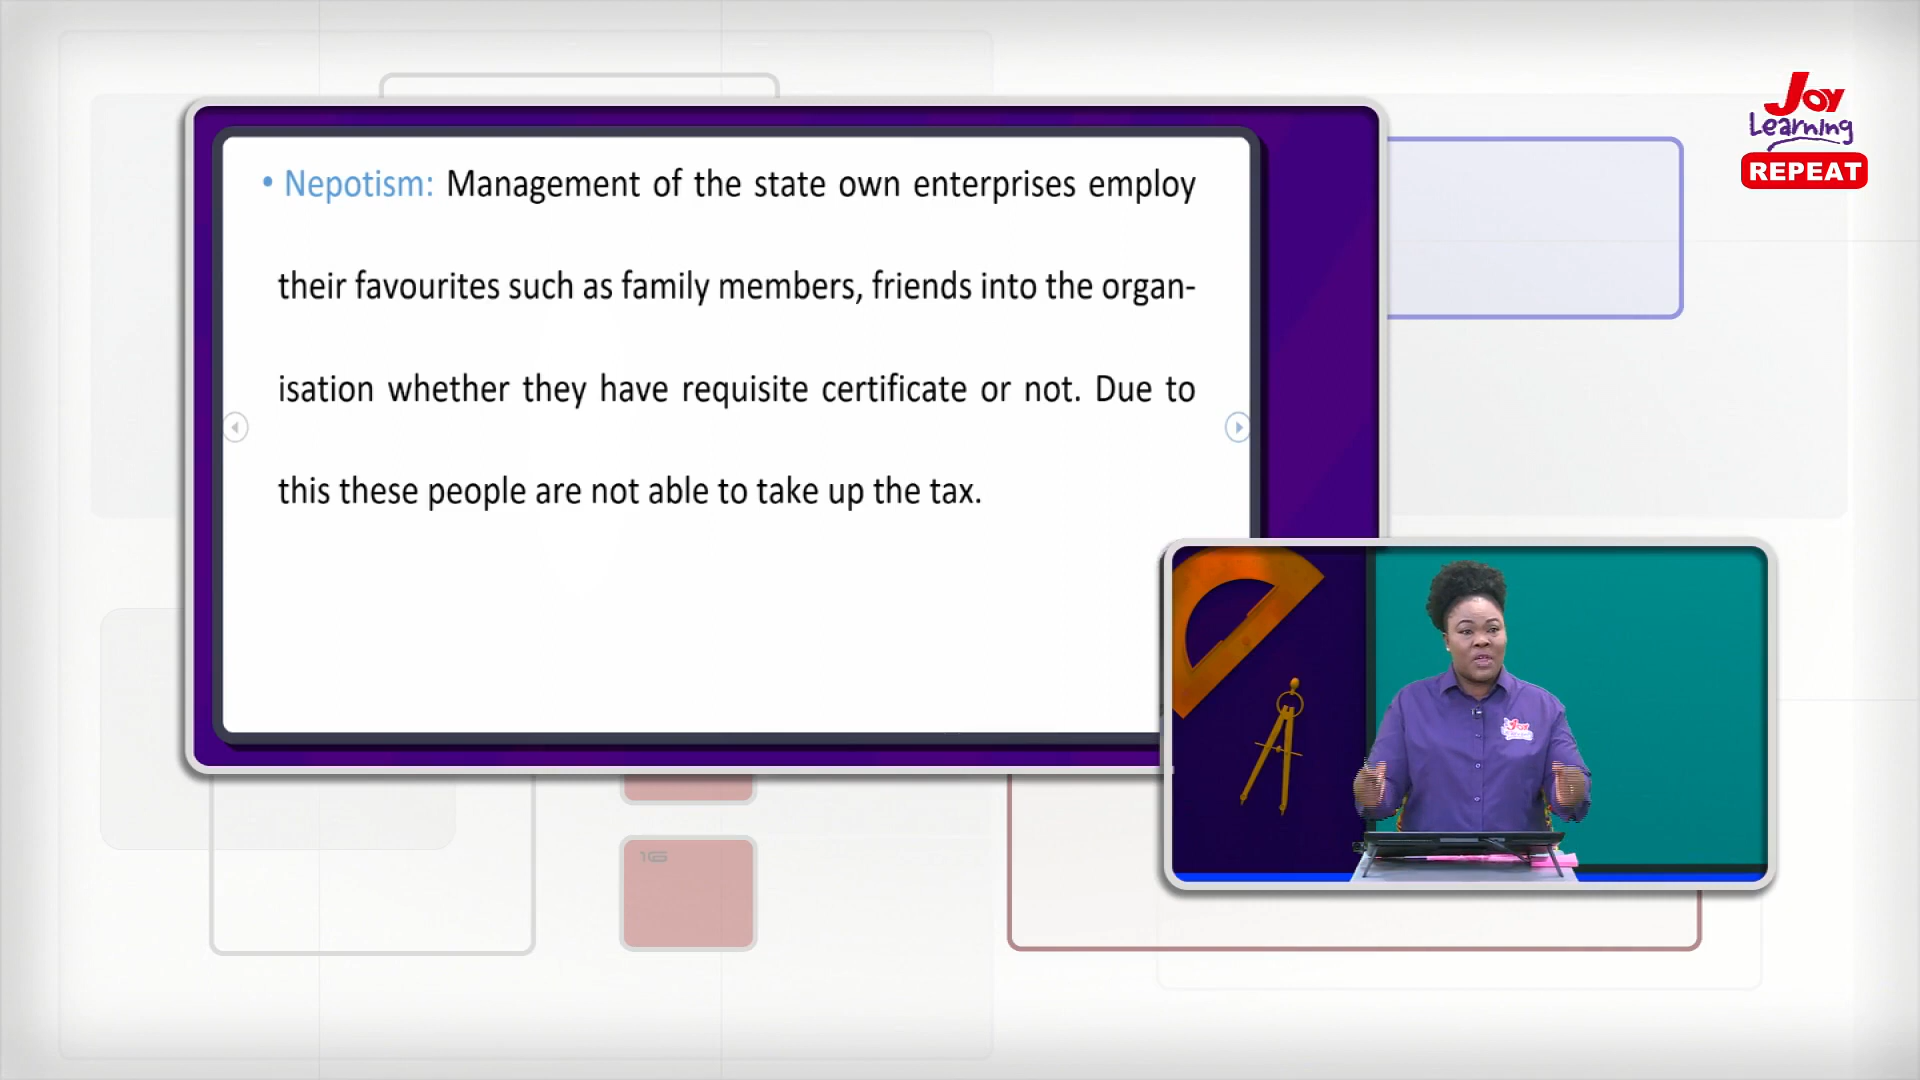 • Nepotism: Management of the state own enterprises employ
their favourites such as family members, friends into the organ-
isation whether they have requisite certificate or not. Due to
•
this these people are not able to take up the tax.
Joy
Learning
REPEAT
16
Joy